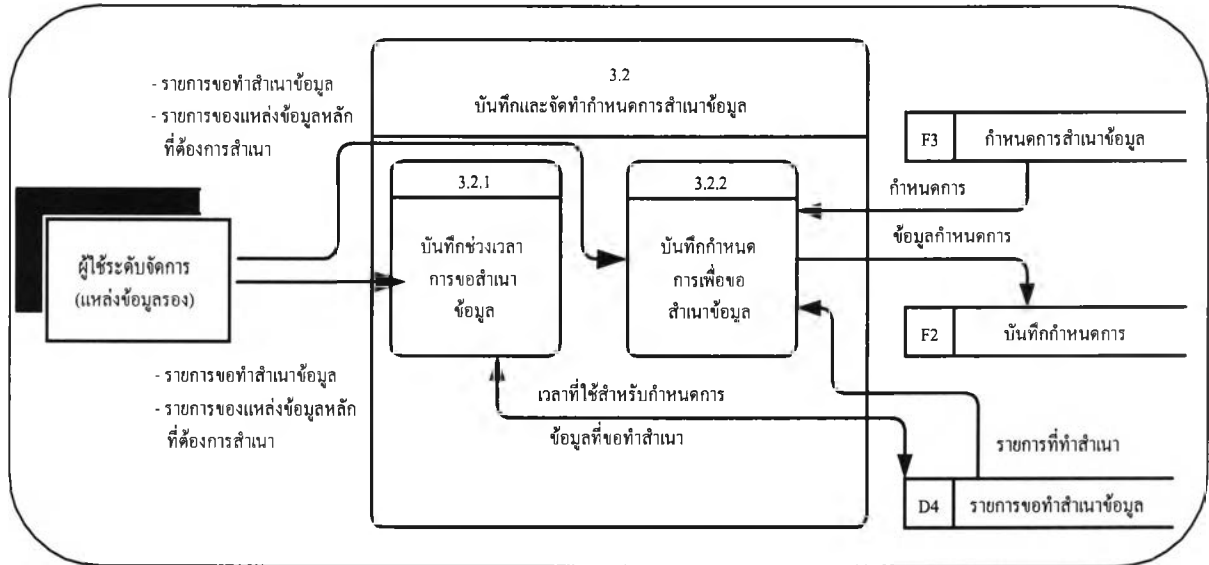 3.2
บันทึกและจัดทำกำหนดการสำเนาข้อมูล
- รายการขอทำสำเนาข้อมูล
- รายการของแหล่งข้อมูลหลัก
ที่ต้องการสำเนา
F3 กำหนดการสำเนาข้อมูล
3.2.1
3.2.2
กำหนดการ
บันทึกช่วงเวลา
การขอสำเนา
ข้อมูล
บันทึกกำหนด
การเพื่อขอ
สำเนาข้อมูล
ข้อมูลกำหนดการ
ผู้ใช้ระดับจัดการ
(แหล่งข้อมูลรอง)
F2 บันทึกกำหนดการ
- รายการขอทำสำเนาข้อมูล
- รายการของแหล่งข้อมูลหลัก
ที่ต้องการสำเนา
เวลาที่ใช้สำหรับกำหนดการ
ข้อมูลที่ขอทำสำเนา
รายการที่ทำสำเนา
D4 รายการขอทำสำเนาข้อมูล